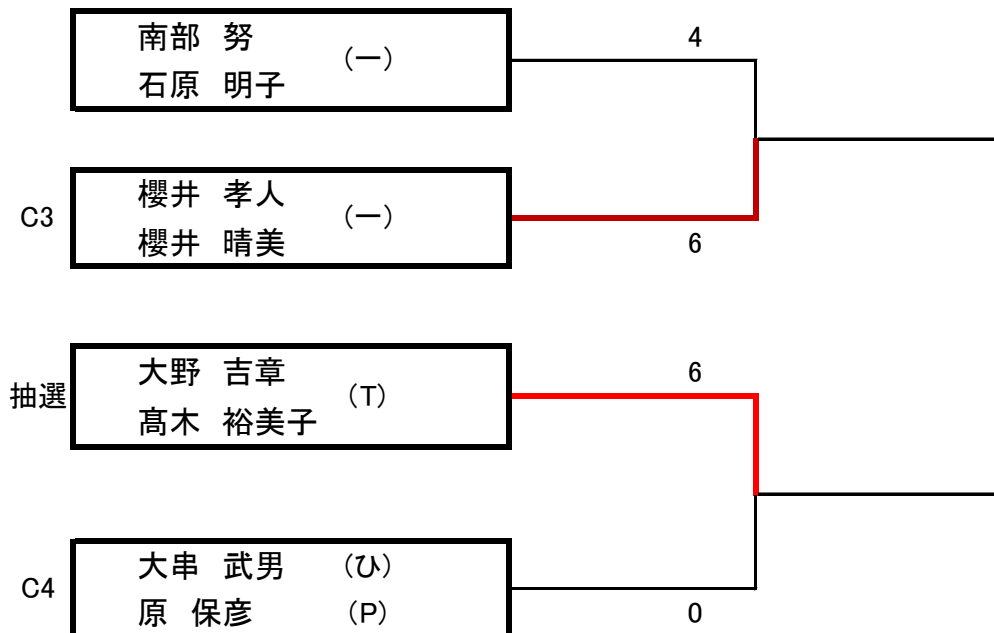 南部 努
(一)
石原 明子
4
C3
櫻井 孝人
(一)
櫻井 晴美
6
抽選
大野 吉章
(T)
髙木 裕美子
6
C4
大串 武男 (ひ)
原 保彦 (P)
0